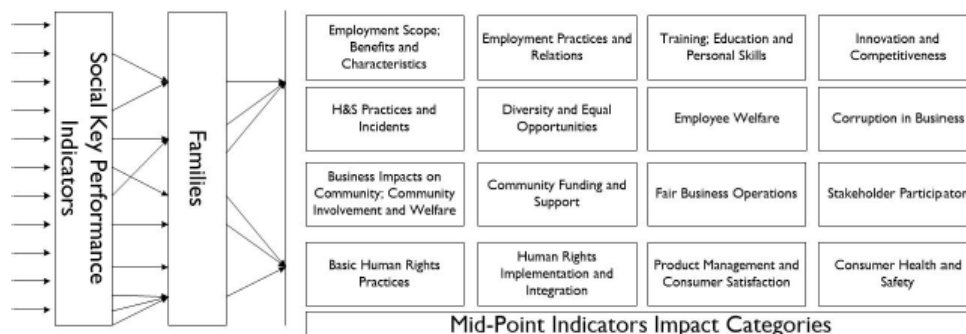 Social Key Performance
Indicators
Families
Employment Scope;
Benefits and
Characteristics
Employment Practices and
Relations
Training; Education and
Personal Skills
Innovation and
Competitiveness
H&S Practices and
Incidents
Diversity and Equal
Opportunities
Employee Welfare
Corruption in Business
Business Impacts on
Community; Community
Involvement and Welfare
Community Funding and
Support
Fair Business Operations
Stakeholder Participator
Basic Human Rights
Practices
Human Rights
Implementation and
Integration
Product Management and
Consumer Satisfaction
Consumer Health and
Safety
Mid-Point Indicators Impact Categories